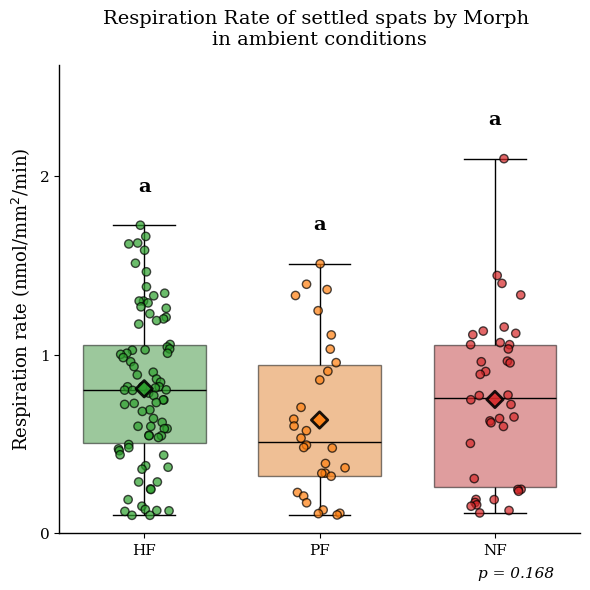 Respiration Rate of settled spats by Morph
in ambient conditions
Respiration rate (nmol/mm²/min)
2
1
0
a
a
a
HF
PF
NF
p = 0.168